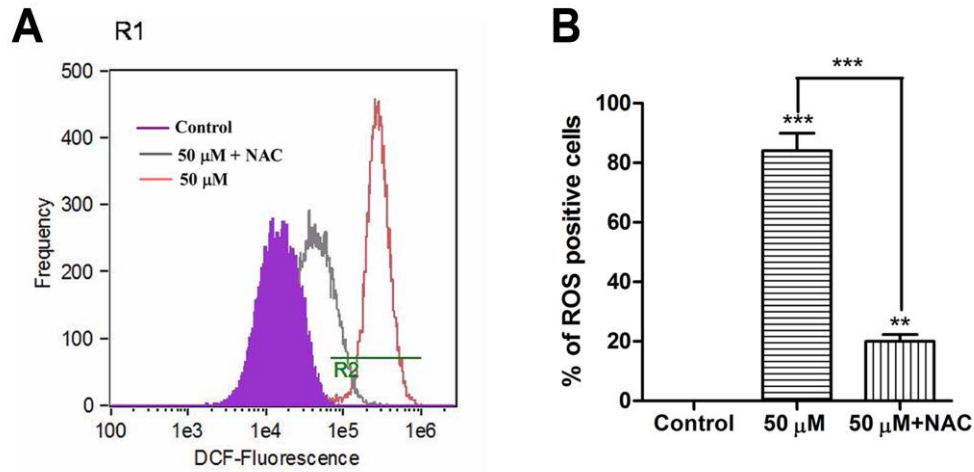 A
R1
500
400
300
200
100
0
Frequency
Control
50 μM + NAC
50 μM
R2
100
1e3
1e4
1e5
1e6
DCF-Fluorescence
B
***
***
**
100
80
60
40
20
0
% of ROS positive cells
Control
50 μM
50 μM+NAC